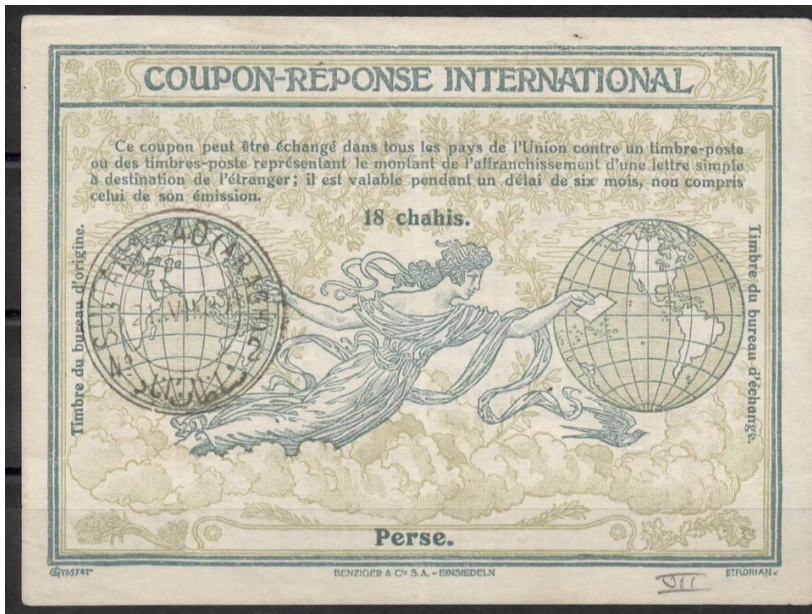 COUPON-RÉPONSE INTERNATIONAL
Ce coupon peut être échangé dans tous les pays de l'Union contre un timbre-poste
ou des timbres-poste représentant le montant de l'affranchissement d'une lettre simple
à destination de l'étranger; il est valable pendant un délai de six mois, non compris
celui de son émission.
18 chahis.
Timbre du bureau d'origine.
Timbre du bureau d'échange.
Perse.
BENZIGER & Cie S.A. - EINSIEDELN
VII